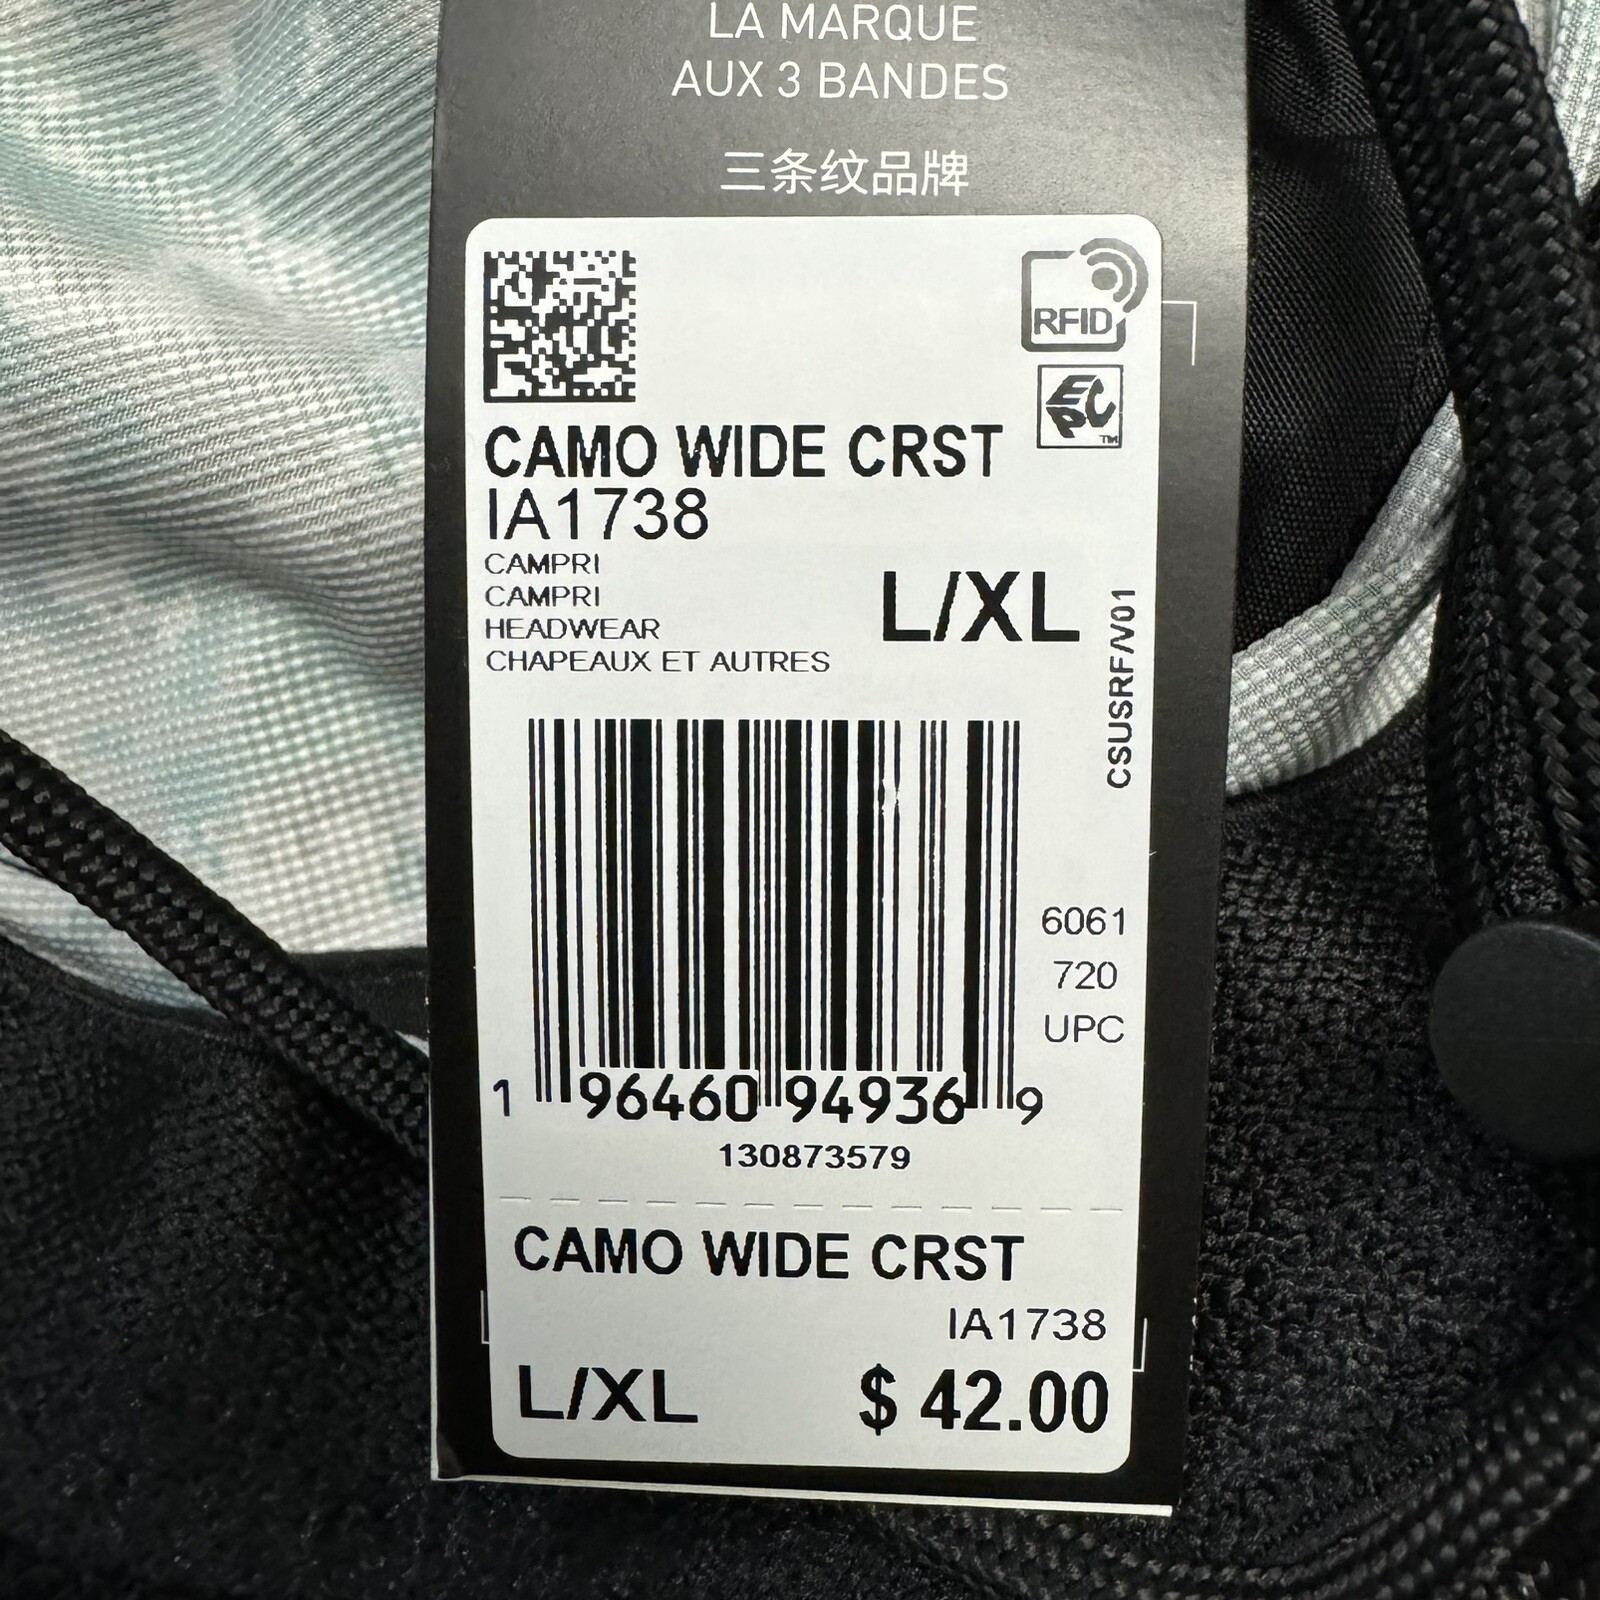 LA MARQUE
AUX 3 BANDES
三条纹品牌
RFID
EPC
TM
CAMO WIDE CRST
IA1738
CAMPRI
CAMPRI
HEADWEAR
CHAPEAUX ET AUTRES
L/XL
CSUSRF/V01
6061
720
UPC
1 96460 94936 9
130873579
CAMO WIDE CRST
IA1738
L/XL $ 42.00